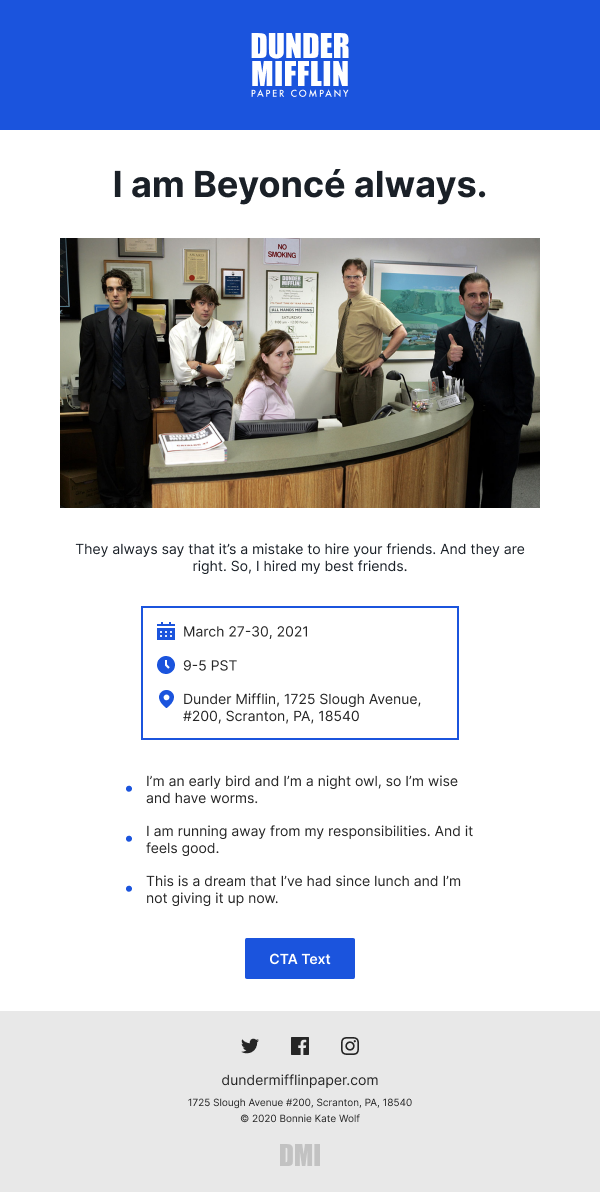 DUNDER
MIFFLIN
PAPER COMPANY
I am Beyoncé always.
NO
SMOKING
DUNDER
MIFFLIN
ALL HANDS MEETING
SATURDAY
They always say that it’s a mistake to hire your friends. And they are
right. So, I hired my best friends.
March 27-30, 2021
9-5 PST
Dunder Mifflin, 1725 Slough Avenue,
#200, Scranton, PA, 18540
I’m an early bird and I’m a night owl, so I’m wise
and have worms.
I am running away from my responsibilities. And it
feels good.
This is a dream that I’ve had since lunch and I’m
not giving it up now.
CTA Text
dundermifflinpaper.com
1725 Slough Avenue #200, Scranton, PA, 18540
© 2020 Bonnie Kate Wolf
DMI